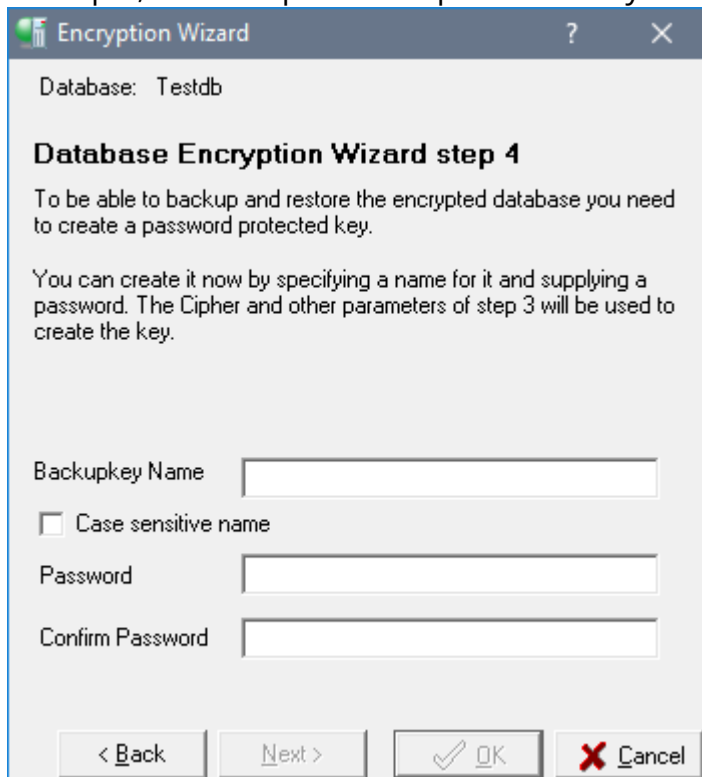 Encryption Wizard ?
Database: Testdb
Database Encryption Wizard step 4
To be able to backup and restore the encrypted database you need
to create a password protected key.
You can create it now by specifying a name for it and supplying a
password. The Cipher and other parameters of step 3 will be used to
create the key.
Backupkey Name
Case sensitive name
Password
Confirm Password
< Back Next > OK Cancel